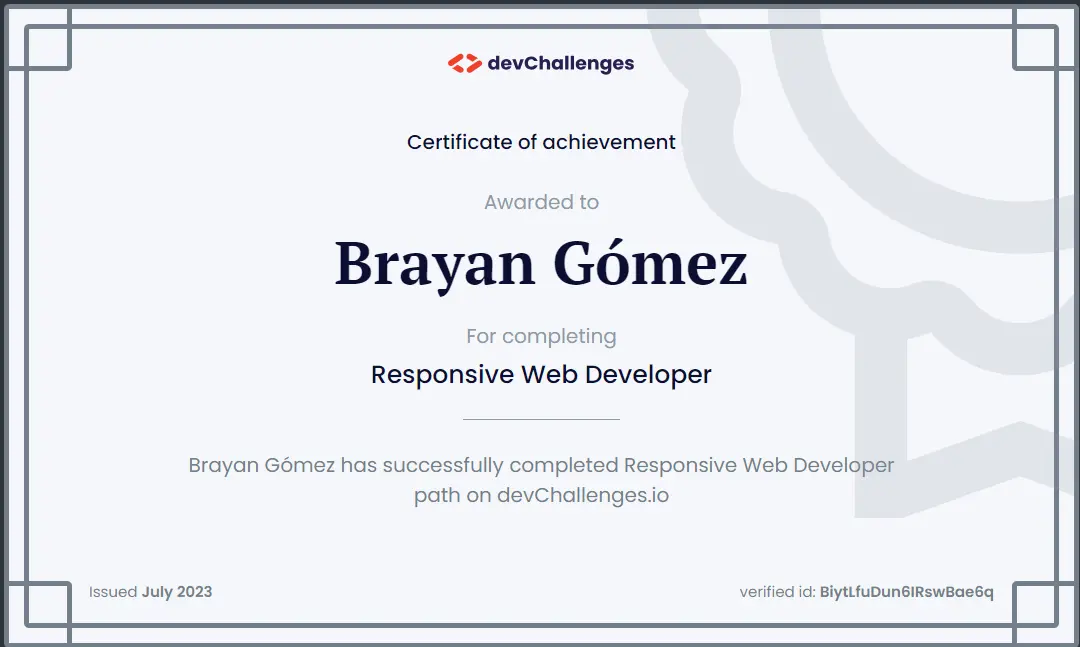 devChallenges
Certificate of achievement
Awarded to
Brayan Gómez
For completing
Responsive Web Developer
Brayan Gómez has successfully completed Responsive Web Developer
path on devChallenges.io
Issued July 2023
verified id: BiytLfuDun6IRswBae6q